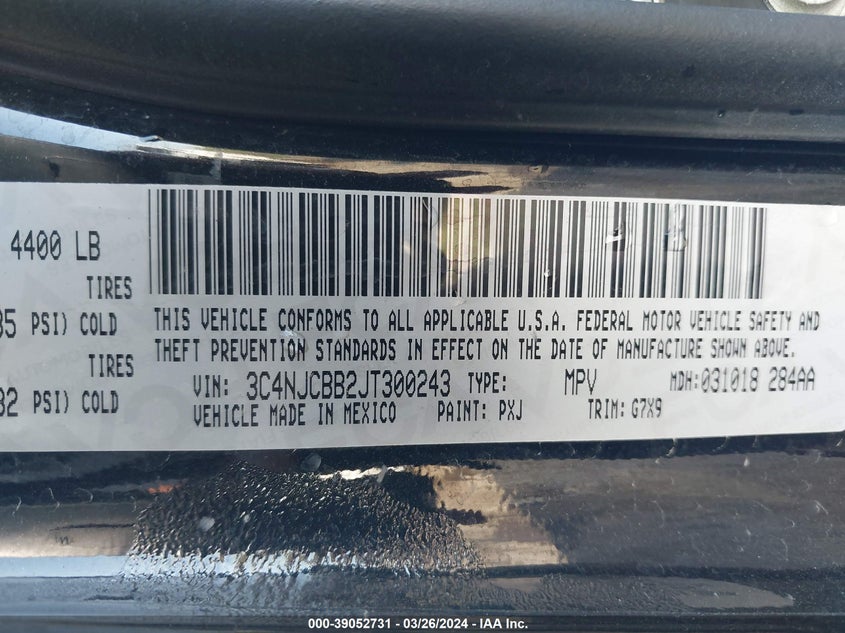 4400 LB
TIRES
35 PSI) COLD
TIRES
32 PSI) COLD
THIS VEHICLE CONFORMS TO ALL APPLICABLE U.S.A. FEDERAL MOTOR VEHICLE SAFETY AND
THEFT PREVENTION STANDARDS IN EFFECT ON THE DATE OF MANUFACTURE SHOWN ABOVE.
VIN: 3C4NJCBB2JT300243 TYPE: MPV MDH:031018 284AA
VEHICLE MADE IN MEXICO PAINT: PXJ TRIM: G7X9
000-39052731 - 03/26/2024 - IAA Inc.